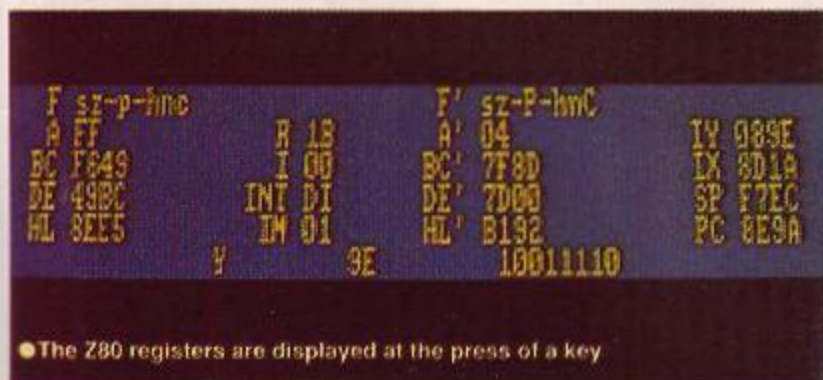 F sz-p-hnc F' sz-P-hnC
A FF R 1B A' 04 IY 089E
BC F649 I 00 BC' 7F8D IX 8D1A
DE 49BC INT DI DE' 7D00 SP F7EC
HL 8EE5 IM 01 HL' B192 PC 8E9A
9E 10011110
●The Z80 registers are displayed at the press of a key